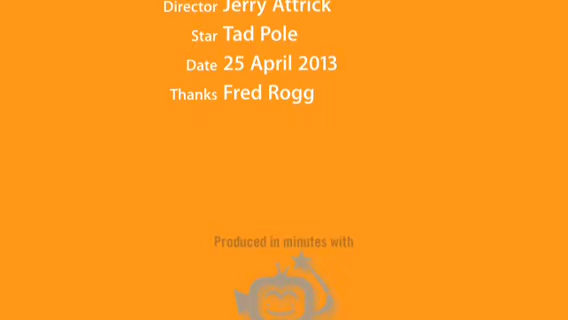 Director Jerry Attrick
Star Tad Pole
Date 25 April 2013
Thanks Fred Rogg
Produced in minutes with